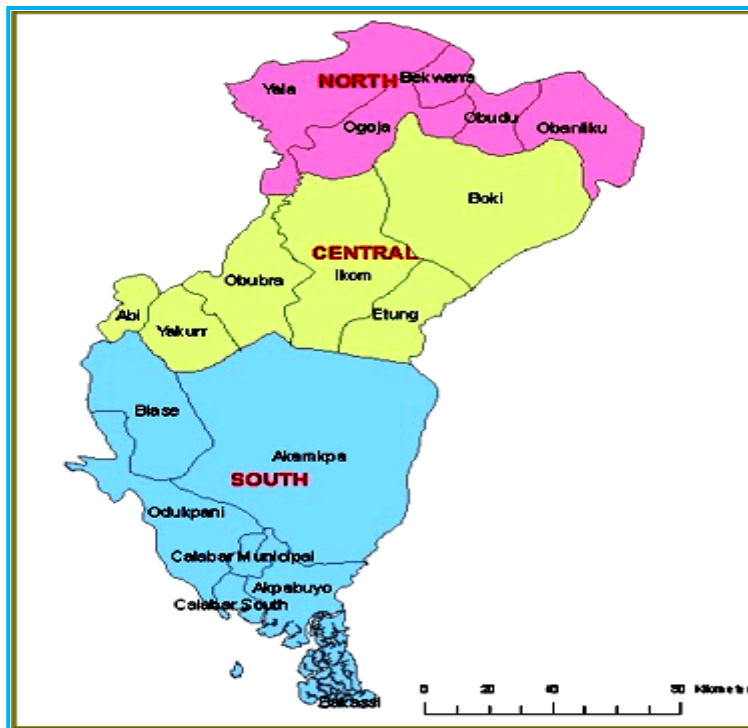 Bekwarra
NORTH
Yala
Obudu
Ogoja
Obanliku
Boki
CENTRAL
Ikom
Obubra
Abi
Etung
Yakurr
Biase
Akamkpa
SOUTH
Odukpani
Calabar Municipal
Akpabuyo
Calabar South
Bakassi
0 20 40 80 Kilometers